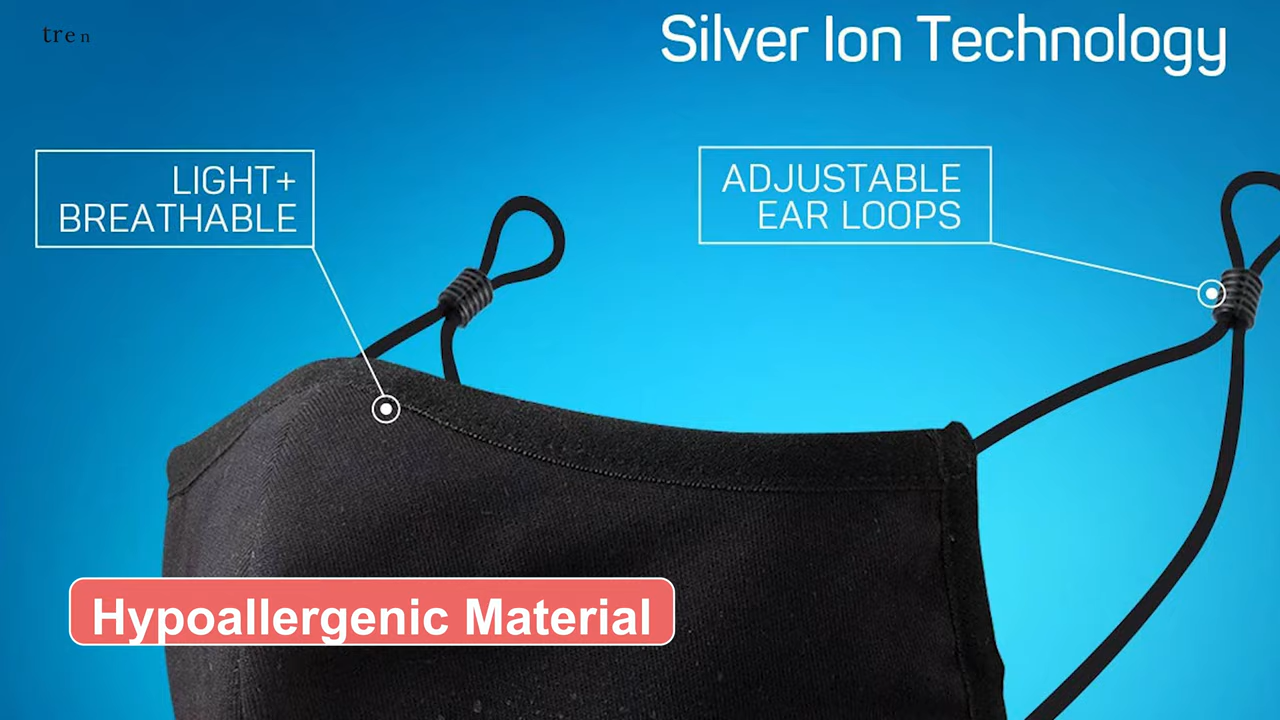 tren
Silver Ion Technology
LIGHT+
BREATHABLE
ADJUSTABLE
EAR LOOPS
Hypoallergenic Material